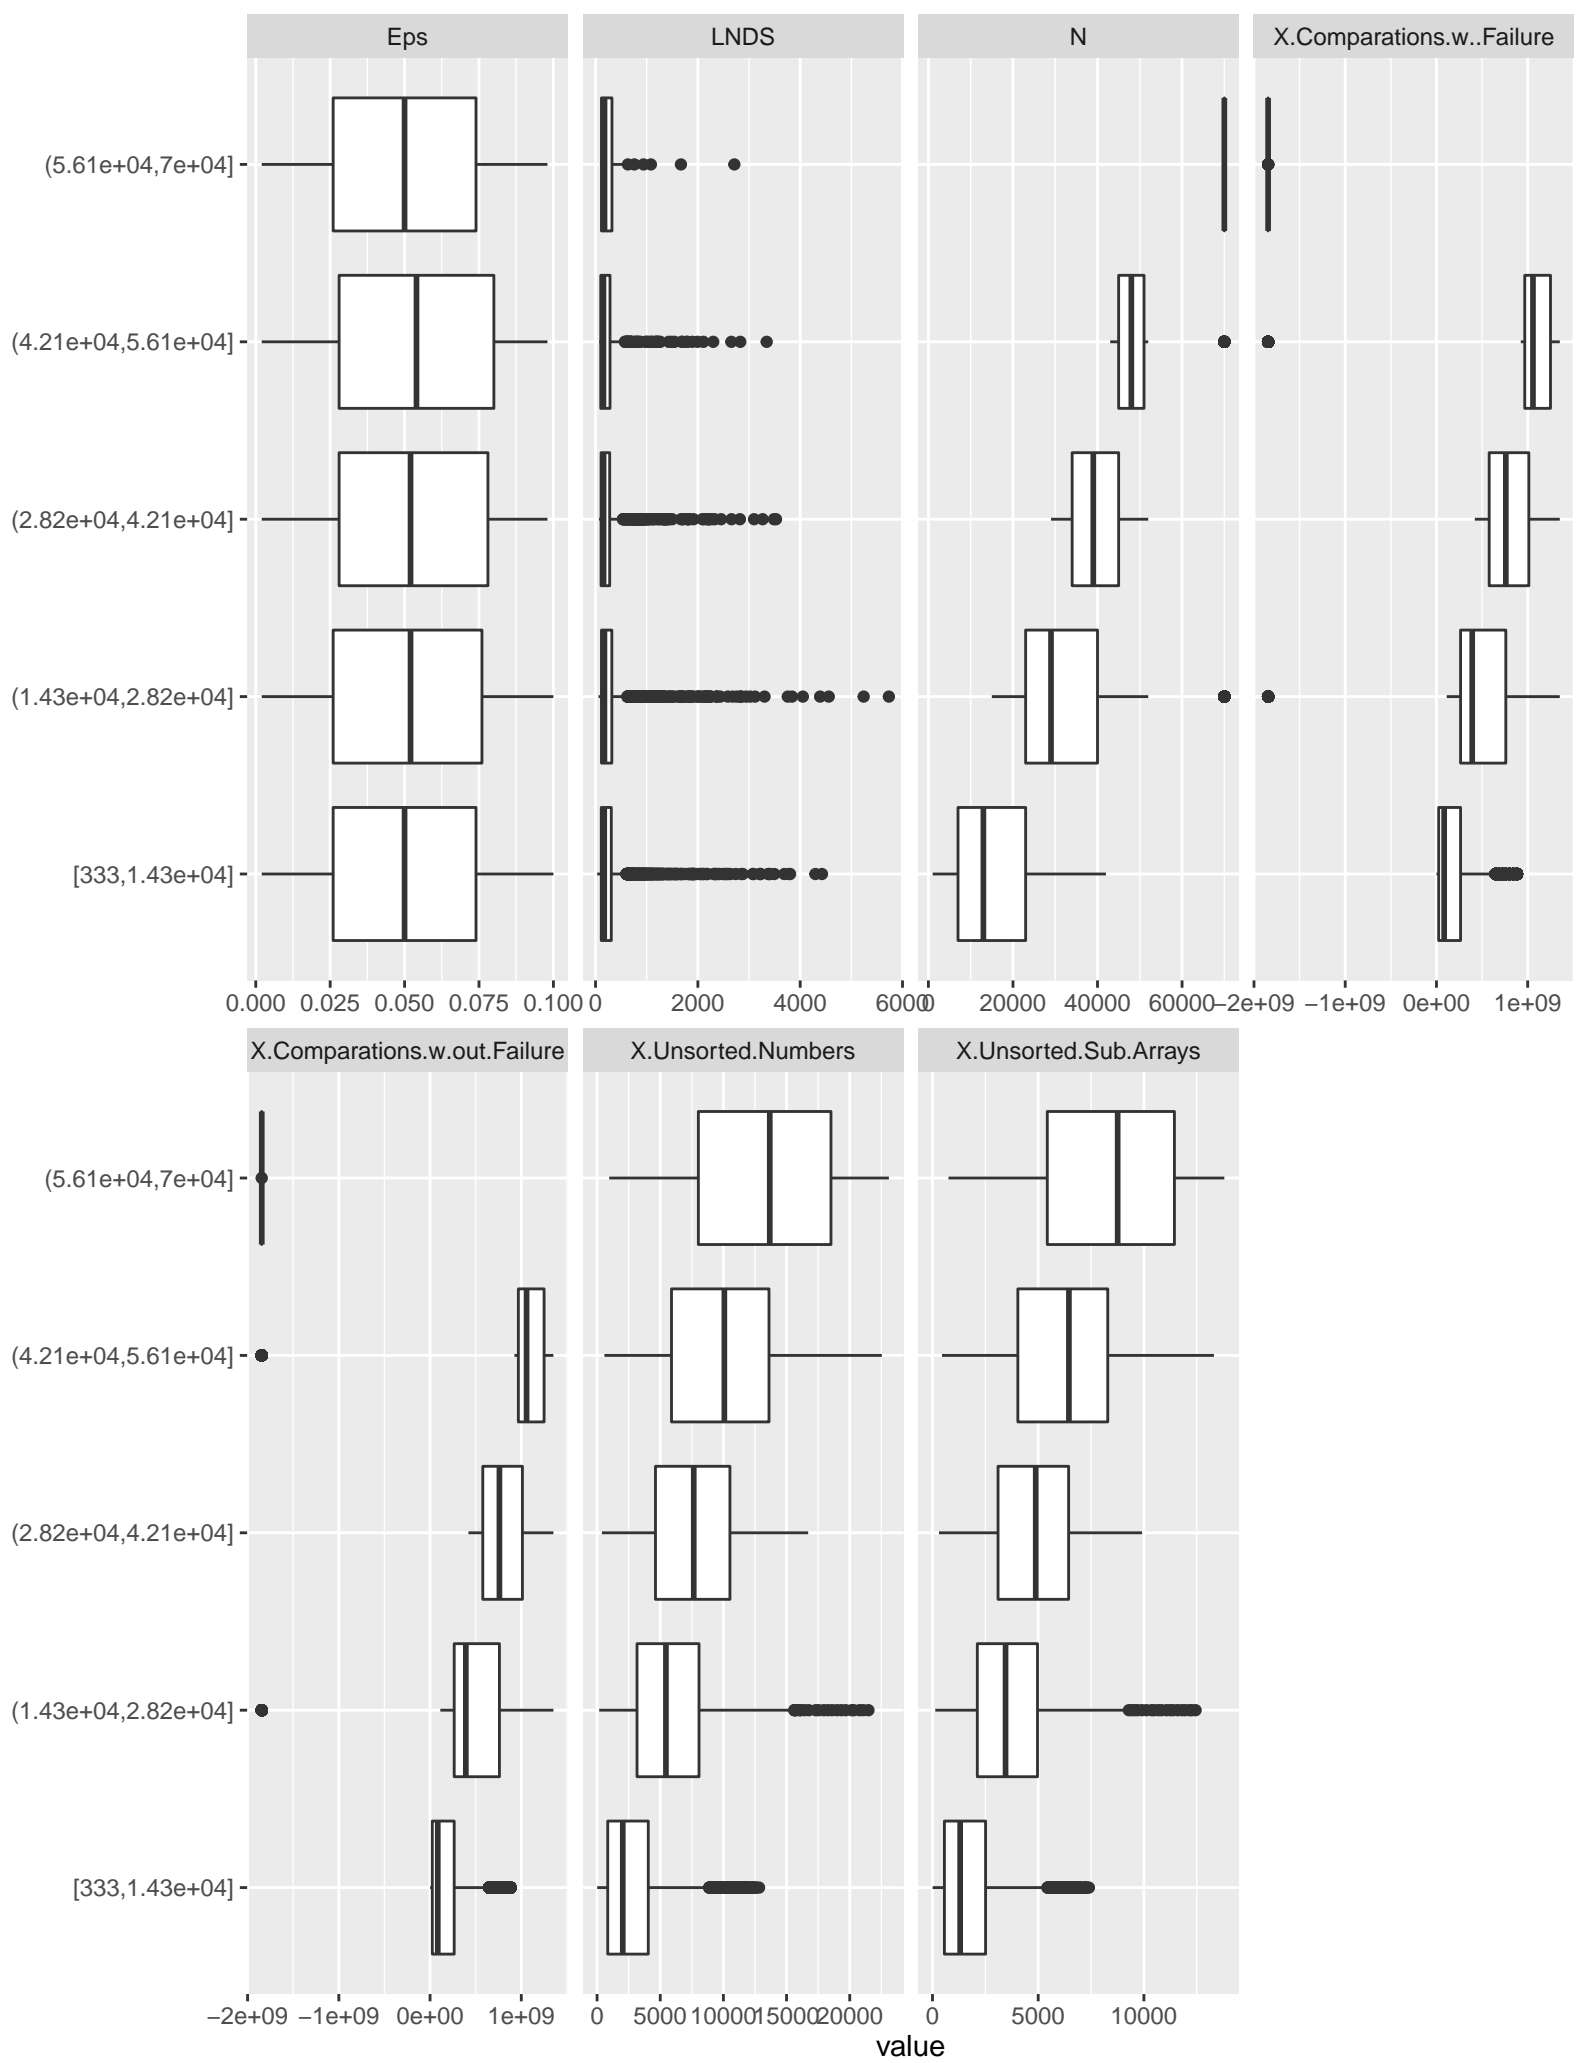 Eps LNDS N X.Comparations.w..Failure
(5.61e+04,7e+04]
(4.21e+04,5.61e+04]
(2.82e+04,4.21e+04]
(1.43e+04,2.82e+04]
[333,1.43e+04]
0.000 0.025 0.050 0.075 0.100 0 2000 4000 6000 0 20000 40000 60000 −2e+09 −1e+09 0e+00 1e+09
X.Comparations.w.out.Failure X.Unsorted.Numbers X.Unsorted.Sub.Arrays
(5.61e+04,7e+04]
(4.21e+04,5.61e+04]
(2.82e+04,4.21e+04]
(1.43e+04,2.82e+04]
[333,1.43e+04]
−2e+09 −1e+09 0e+00 1e+09 0 5000 10000 15000 20000 0 5000 10000
value